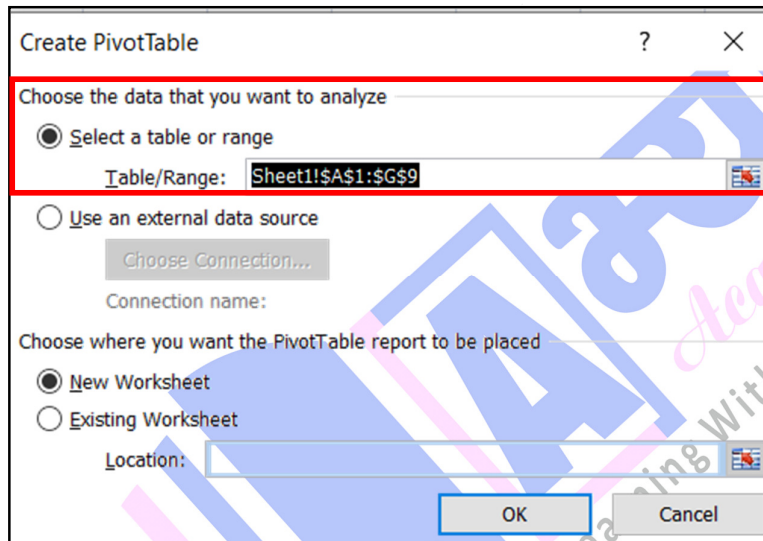 Create PivotTable ? ×
Choose the data that you want to analyze
Select a table or range
Table/Range: Sheet1!$A$1:$G$9
Use an external data source
Choose Connection...
Connection name:
Choose where you want the PivotTable report to be placed
New Worksheet
Existing Worksheet
Location:
OK Cancel